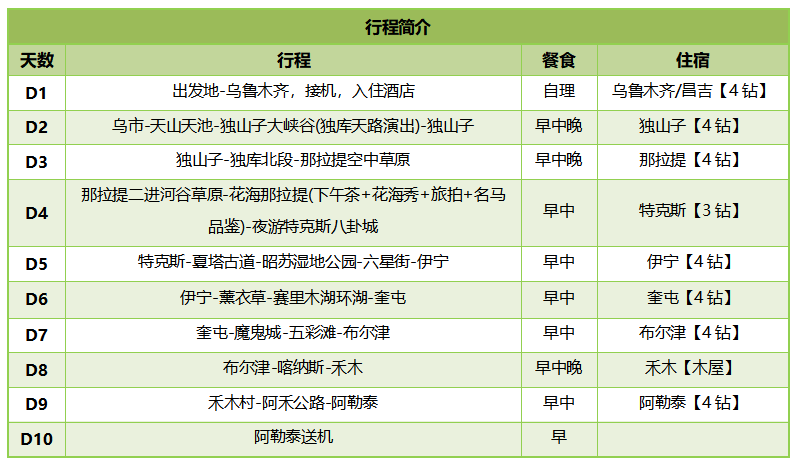 行程简介
天数 行程 餐食 住宿
D1 出发地-乌鲁木齐，接机，入住酒店 自理 乌鲁木齐/昌吉【4钻】
D2 乌市-天山天池-独山子大峡谷(独库天路演出)-独山子 早中晚 独山子【4钻】
D3 独山子-独库北段-那拉提空中草原 早中晚 那拉提【4钻】
D4 那拉提二进河谷草原-花海那拉提(下午茶+花海秀+旅拍+名马
品鉴)-夜游特克斯八卦城 早中 特克斯【3钻】
D5 特克斯-夏塔古道-昭苏湿地公园-六星街-伊宁 早中 伊宁【4钻】
D6 伊宁-薰衣草-赛里木湖环湖-奎屯 早中 奎屯【4钻】
D7 奎屯-魔鬼城-五彩滩-布尔津 早中 布尔津【4钻】
D8 布尔津-喀纳斯-禾木 早中晚 禾木【木屋】
D9 禾木村-阿禾公路-阿勒泰 早中 阿勒泰【4钻】
D10 阿勒泰送机 早